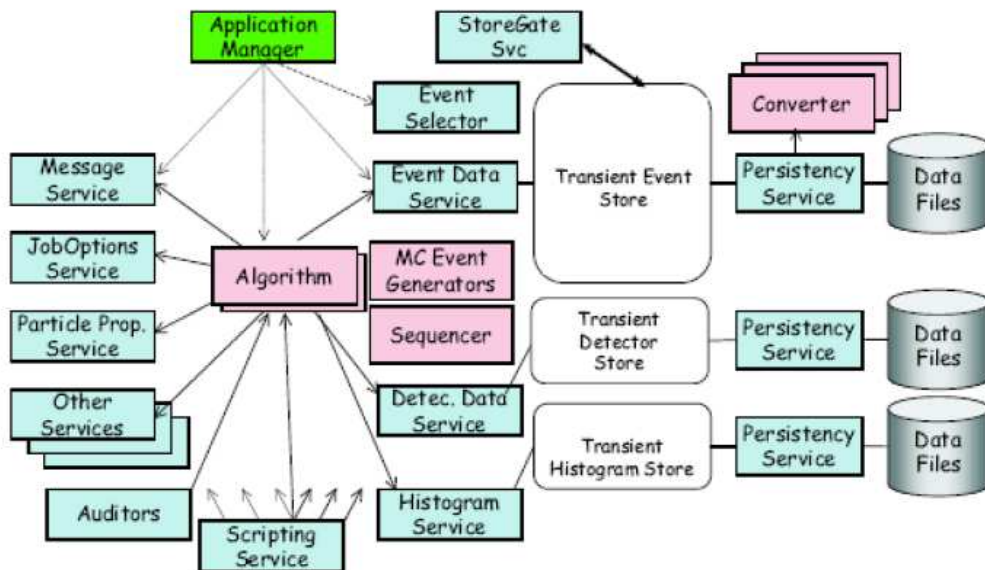 Application
Manager
StoreGate
Svc
Event
Selector
Converter
Message
Service
Event Data
Service
Transient Event
Store
Persistency
Service
Data
Files
JobOptions
Service
Algorithm
MC Event
Generators
Particle Prop.
Service
Sequencer
Transient
Detector
Store
Persistency
Service
Data
Files
Other
Services
Detec. Data
Service
Transient
Histogram Store
Persistency
Service
Data
Files
Auditors
Scripting
Service
Histogram
Service